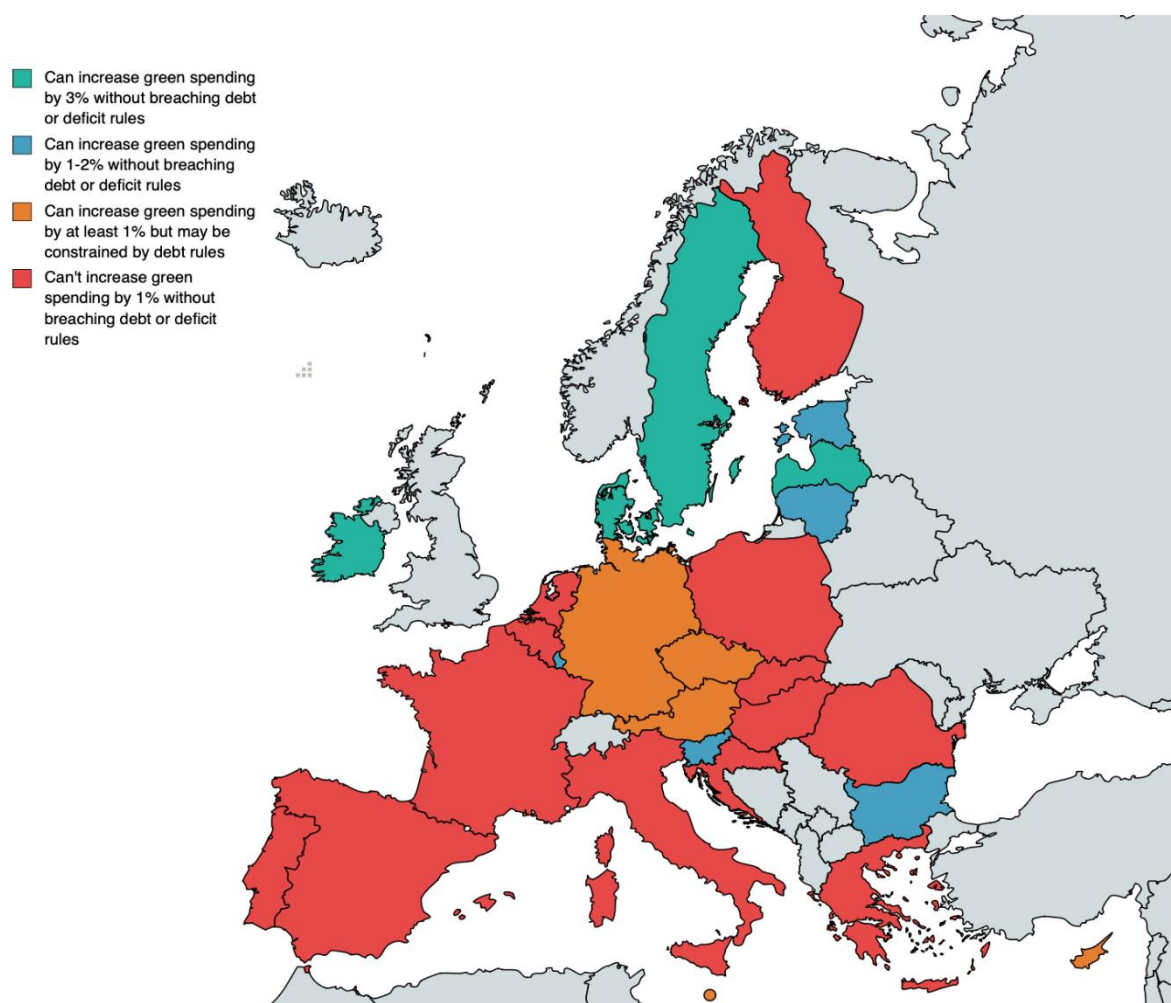 Can increase green spending
by 3% without breaching debt
or deficit rules
Can increase green spending
by 1-2% without breaching
debt or deficit rules
Can increase green spending
by at least 1% but may be
constrained by debt rules
Can't increase green
spending by 1% without
breaching debt or deficit
rules